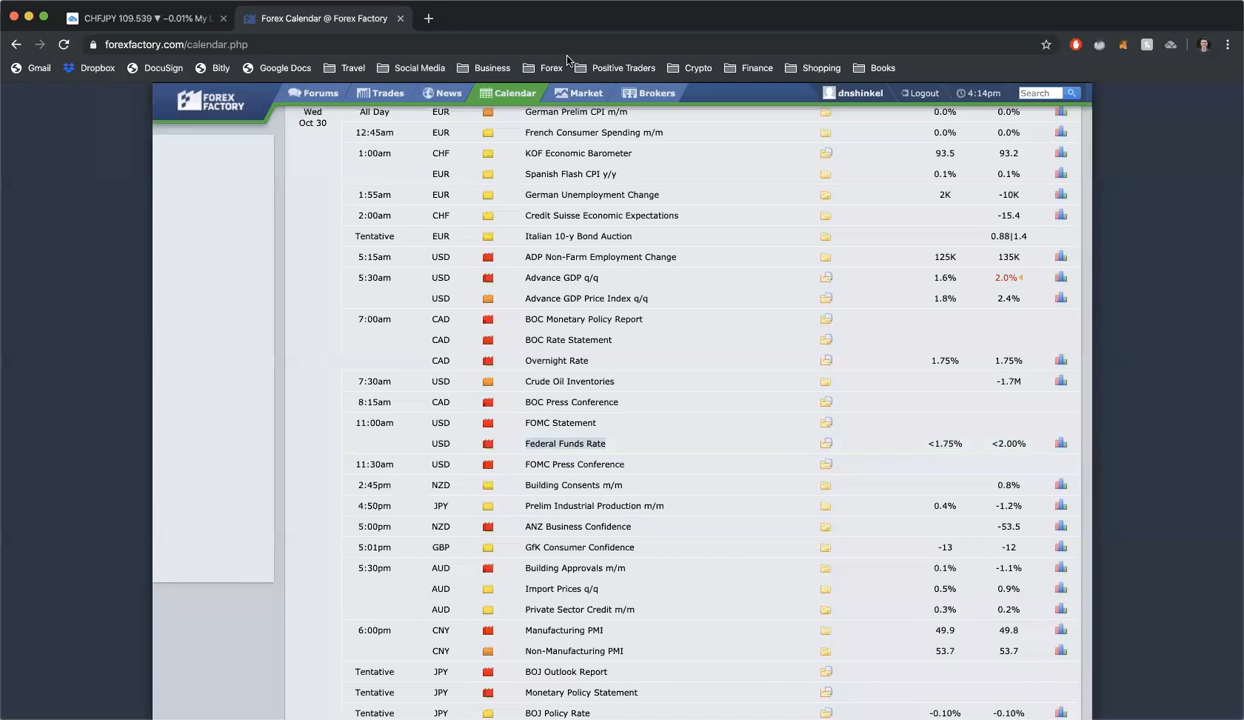 CHFJPY 109.539 ▼ −0.01% My l
Forex Calendar @ Forex Factory
forexfactory.com/calendar.php
Gmail Dropbox DocuSign Bitly Google Docs Travel Social Media Business Forex Positive Traders Crypto Finance Shopping Books
FOREX FACTORY Forums Trades News Calendar Market Brokers dnshinkel Logout 4:14pm Search
Wed All Day EUR German Prelim CPI m/m 0.0% 0.0%
Oct 30
12:45am EUR French Consumer Spending m/m 0.0% 0.0%
1:00am CHF KOF Economic Barometer 93.5 93.2
EUR Spanish Flash CPI y/y 0.1% 0.1%
1:55am EUR German Unemployment Change 2K -10K
2:00am CHF Credit Suisse Economic Expectations -15.4
Tentative EUR Italian 10-y Bond Auction 0.88|1.4
5:15am USD ADP Non-Farm Employment Change 125K 135K
5:30am USD Advance GDP q/q 1.6% 2.0%
USD Advance GDP Price Index q/q 1.8% 2.4%
7:00am CAD BOC Monetary Policy Report
CAD BOC Rate Statement
CAD Overnight Rate 1.75% 1.75%
7:30am USD Crude Oil Inventories -1.7M
8:15am CAD BOC Press Conference
11:00am USD FOMC Statement
USD Federal Funds Rate <1.75% <2.00%
11:30am USD FOMC Press Conference
2:45pm NZD Building Consents m/m 0.8%
4:50pm JPY Prelim Industrial Production m/m 0.4% -1.2%
5:00pm NZD ANZ Business Confidence -53.5
5:01pm GBP GfK Consumer Confidence -13 -12
5:30pm AUD Building Approvals m/m 0.1% -1.1%
AUD Import Prices q/q 0.5% 0.9%
AUD Private Sector Credit m/m 0.3% 0.2%
6:00pm CNY Manufacturing PMI 49.9 49.8
CNY Non-Manufacturing PMI 53.7 53.7
Tentative JPY BOJ Outlook Report
Tentative JPY Monetary Policy Statement
Tentative JPY BOJ Policy Rate -0.10% -0.10%